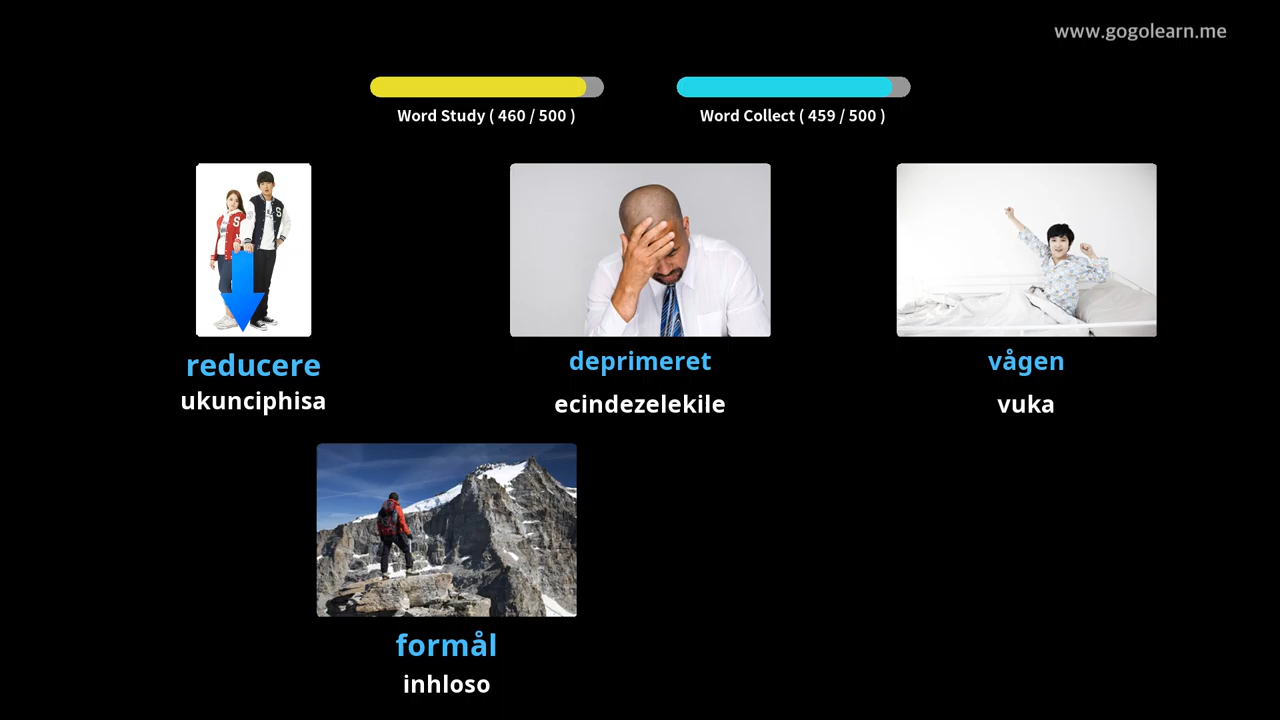 www.gogolearn.me
Word Study ( 460 / 500 )
Word Collect ( 459 / 500 )
reducere
ukunciphisa
deprimeret
ecindezelekile
vågen
vuka
formål
inhloso